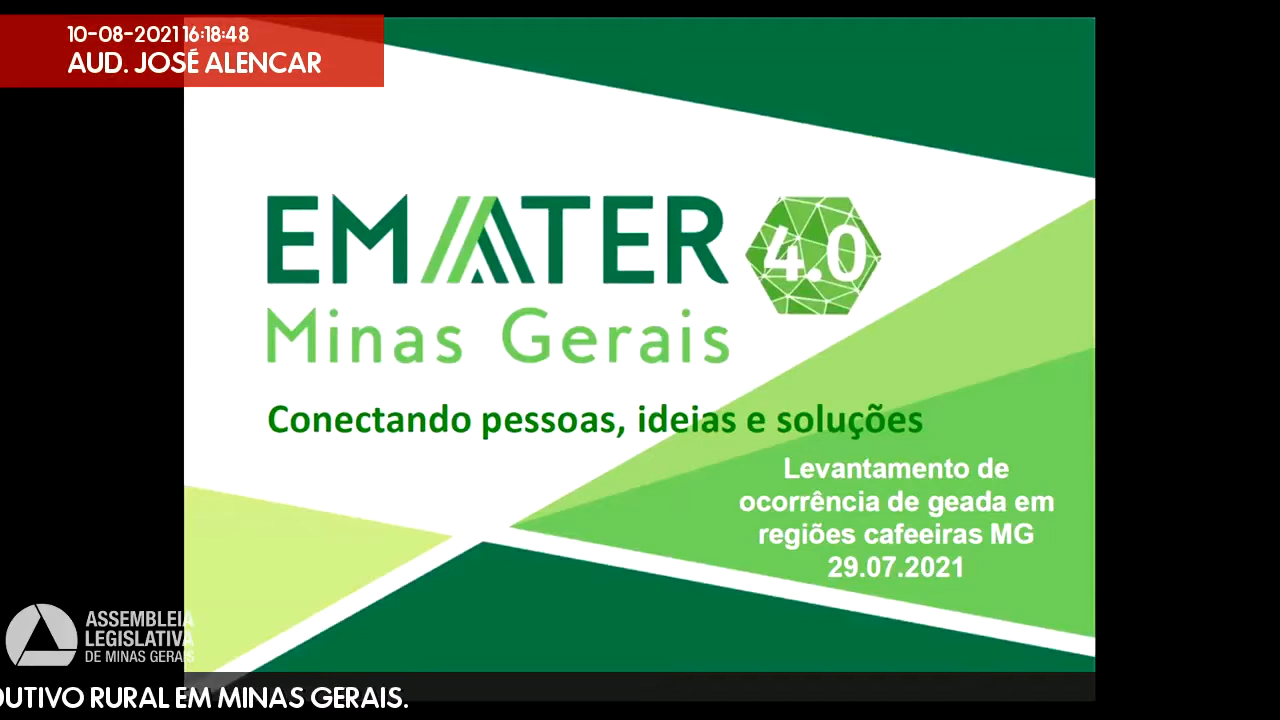 10-08-2021 16:18:48
AUD. JOSÉ ALENCAR
EMATER 4.0
Minas Gerais
Conectando pessoas, ideias e soluções
Levantamento de
ocorrência de geada em
regiões cafeeiras MG
29.07.2021
ASSEMBLEIA
LEGISLATIVA
DE MINAS GERAIS
DUTIVO RURAL EM MINAS GERAIS.